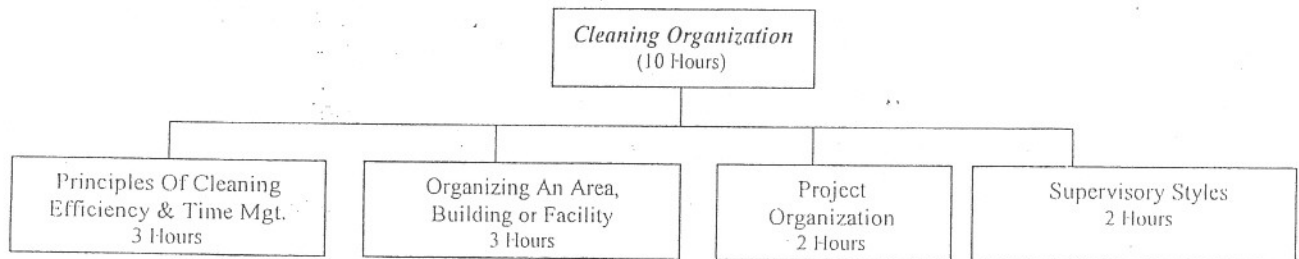 Cleaning Organization
(10 Hours)
Principles Of Cleaning
Efficiency & Time Mgt.
3 Hours
Organizing An Area,
Building or Facility
3 Hours
Project
Organization
2 Hours
Supervisory Styles
2 Hours